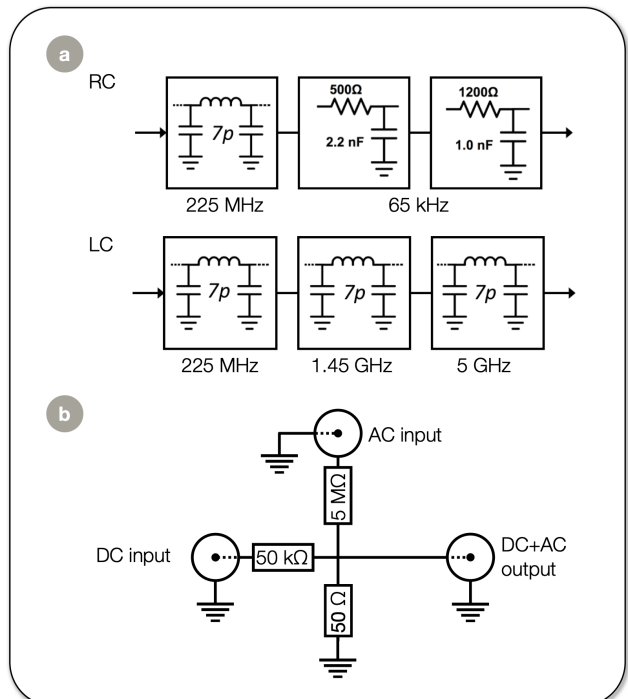 a
RC
7p
500Ω
2.2 nF
1200Ω
1.0 nF
225 MHz
65 kHz
LC
7p
7p
7p
225 MHz
1.45 GHz
5 GHz
b
AC input
5 MΩ
DC input
50 kΩ
DC+AC
output
50 Ω